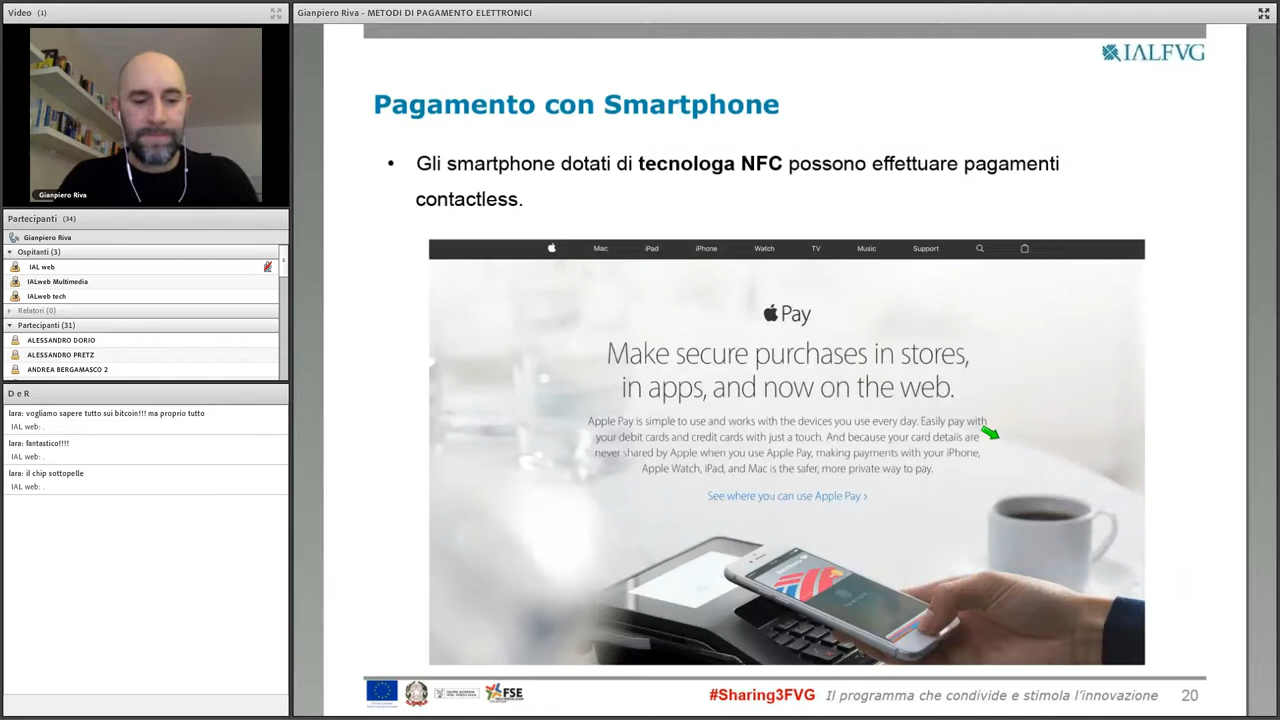 Video (1)
Gianpiero Riva - METODI DI PAGAMENTO ELETTRONICI
Gianpiero Riva
Partecipanti (34)
Gianpiero Riva
Ospitanti (3)
IAL web
IALweb Multimedia
IALweb tech
Relatori (0)
Partecipanti (31)
ALESSANDRO DORIO
ALESSANDRO PRETZ
ANDREA BERGAMASCO 2
D e R
lara: vogliamo sapere tutto sui bitcoin!!! ma proprio tutto
IAL web: .
lara: fantastico!!!!
IAL web: .
lara: il chip sottopelle
IAL web: .
IALFVG
Pagamento con Smartphone
• Gli smartphone dotati di tecnologa NFC possono effettuare pagamenti
contactless.
Mac iPad iPhone Watch TV Music Support
Pay
Make secure purchases in stores,
in apps, and now on the web.
Apple Pay is simple to use and works with the devices you use every day. Easily pay with
your debit cards and credit cards with just a touch. And because your card details are
never shared by Apple when you use Apple Pay, making payments with your iPhone,
Apple Watch, iPad, and Mac is the safer, more private way to pay.
See where you can use Apple Pay >
FSE
#Sharing3FVG Il programma che condivide e stimola l'innovazione 20